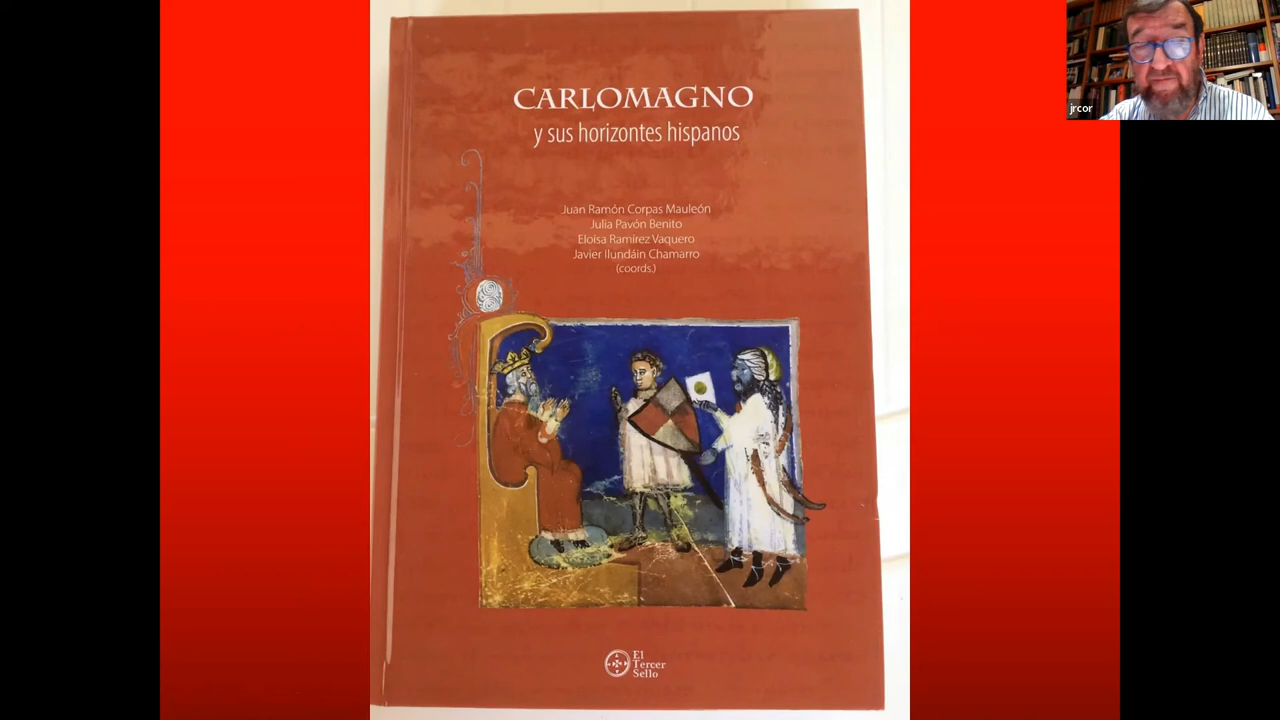 CARLOMAGNO
y sus horizontes hispanos
Juan Ramón Corpas Mauleón
Julia Pavón Benito
Eloísa Ramírez Vaquero
Javier Ilundáin Chamarro
(coords.)
El
Tercer
Sello
jrcor